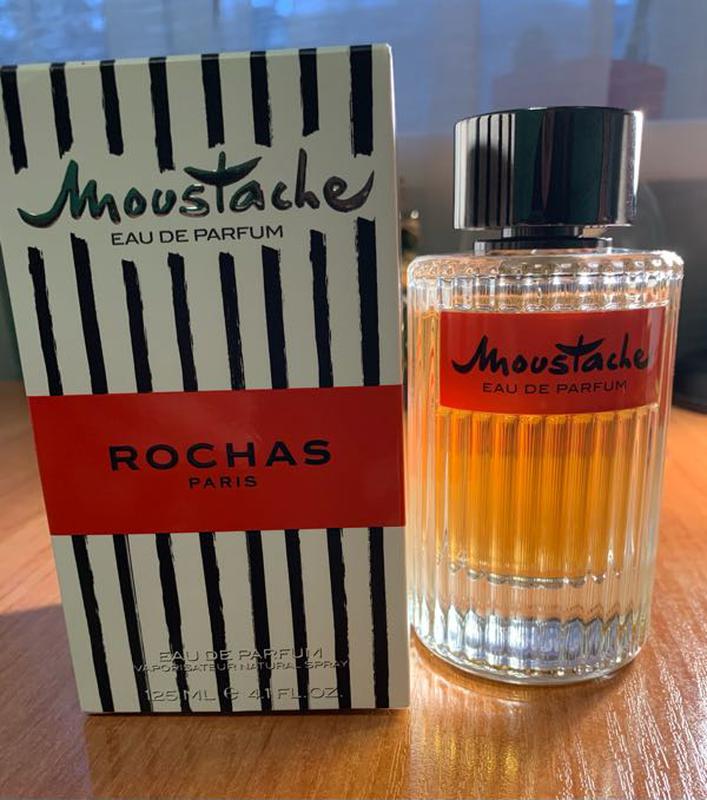 Moustache
EAU DE PARFUM
ROCHAS
PARIS
EAU DE PARFUM
VAPORISATEUR NATURAL SPRAY
125 ML ℮ 4.1 FL. OZ.
Moustache
EAU DE PARFUM